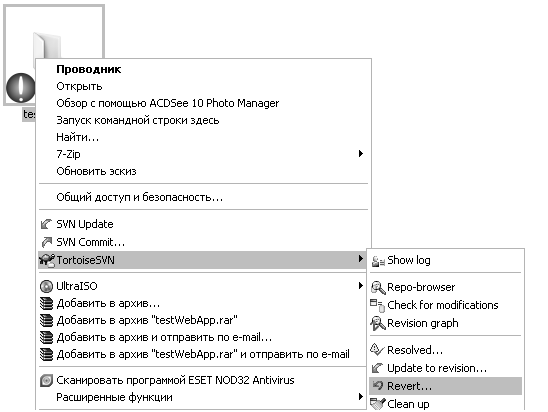 te
Проводник
Открыть
Обзор с помощью ACDSee 10 Photo Manager
Запуск командной строки здесь
Найти...
7-Zip
Обновить эскиз
Общий доступ и безопасность...
SVN Update
SVN Commit...
TortoiseSVN
UltraISO
Добавить в архив...
Добавить в архив "testWebApp.rar"
Добавить в архив и отправить по e-mail...
Добавить в архив "testWebApp.rar" и отправить по e-mail
Сканировать программой ESET NOD32 Antivirus
Расширенные функции
Show log
Repo-browser
Check for modifications
Revision graph
Resolved...
Update to revision...
Revert...
Clean up